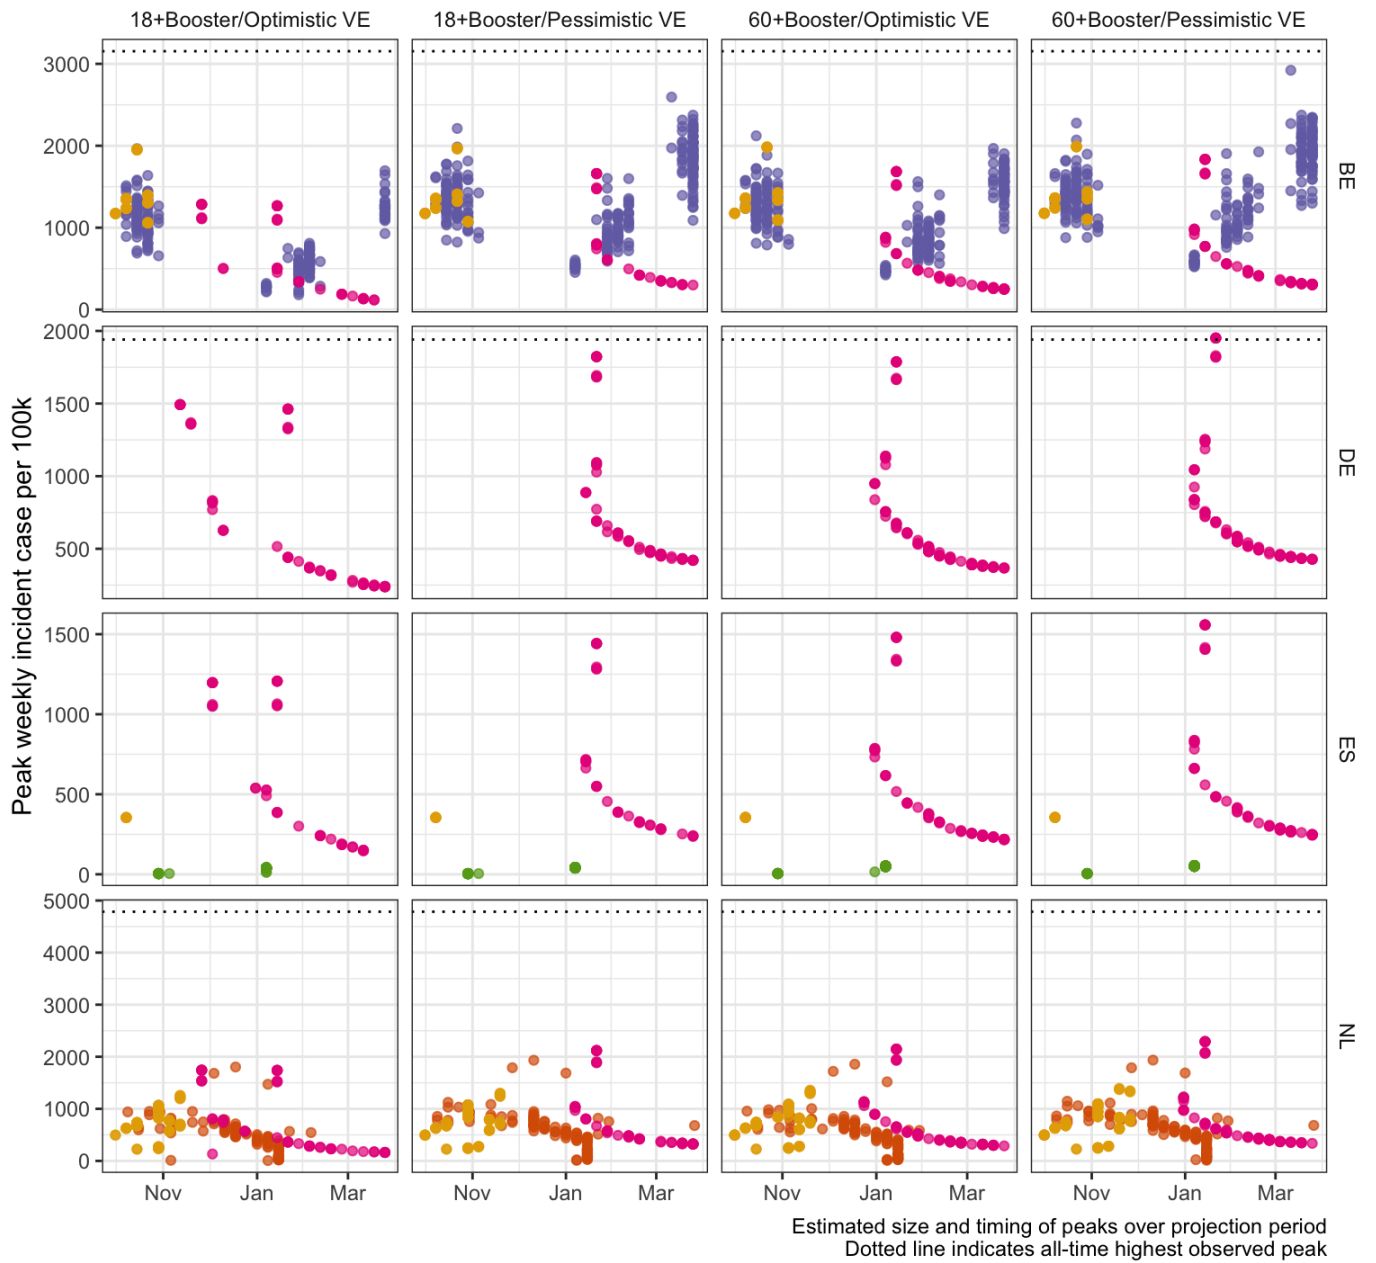 18+Booster/Optimistic VE
18+Booster/Pessimistic VE
60+Booster/Optimistic VE
60+Booster/Pessimistic VE
Peak weekly incident case per 100k
3000
2000
1000
0
BE
2000
1500
1000
500
DE
1500
1000
500
0
ES
5000
4000
3000
2000
1000
0
NL
Nov Jan Mar
Nov Jan Mar
Nov Jan Mar
Nov Jan Mar
Estimated size and timing of peaks over projection period
Dotted line indicates all-time highest observed peak